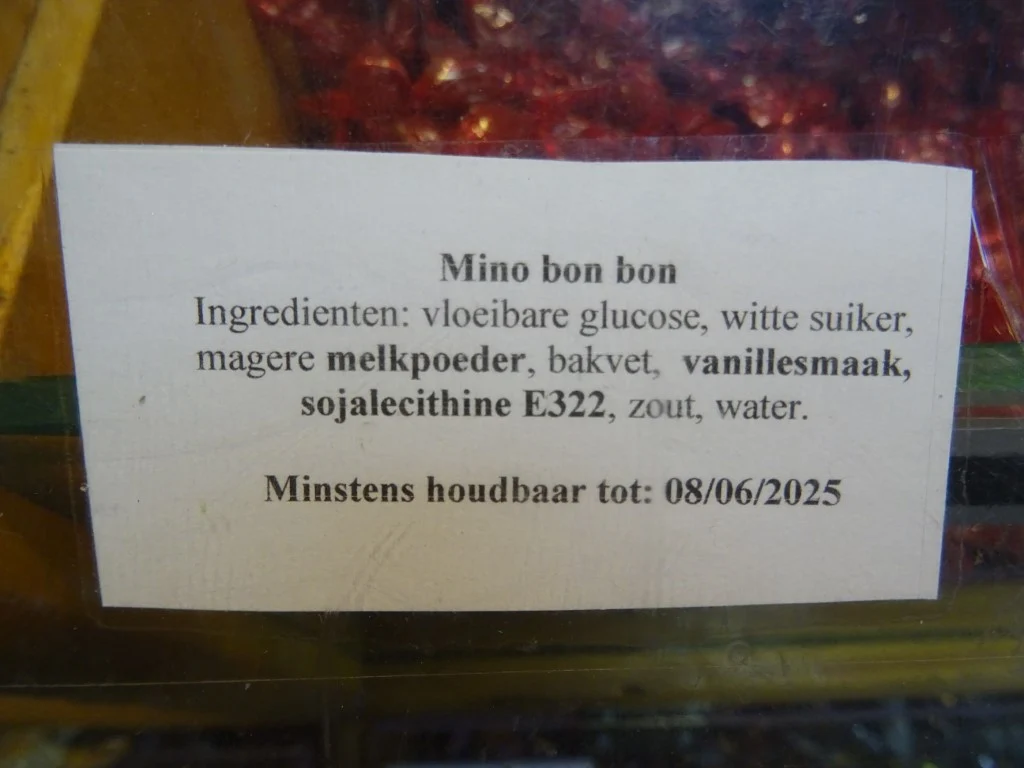 Mino bon bon
Ingredienten: vloeibare glucose, witte suiker,
magere melkpoeder, bakvet, vanillesmaak,
sojalecithine E322, zout, water.
Minstens houdbaar tot: 08/06/2025